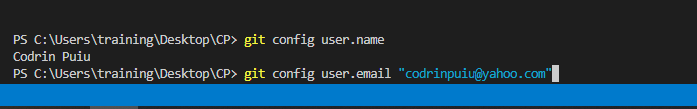 PS C:\Users\training\Desktop\CP> git config user.name
Codrin Puiu
PS C:\Users\training\Desktop\CP> git config user.email "codrinpuiu@yahoo.com"